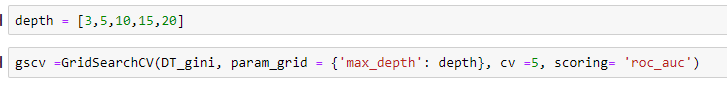 depth = [3,5,10,15,20]
gscv =GridSearchCV(DT_gini, param_grid = {'max_depth': depth}, cv =5, scoring= 'roc_auc')